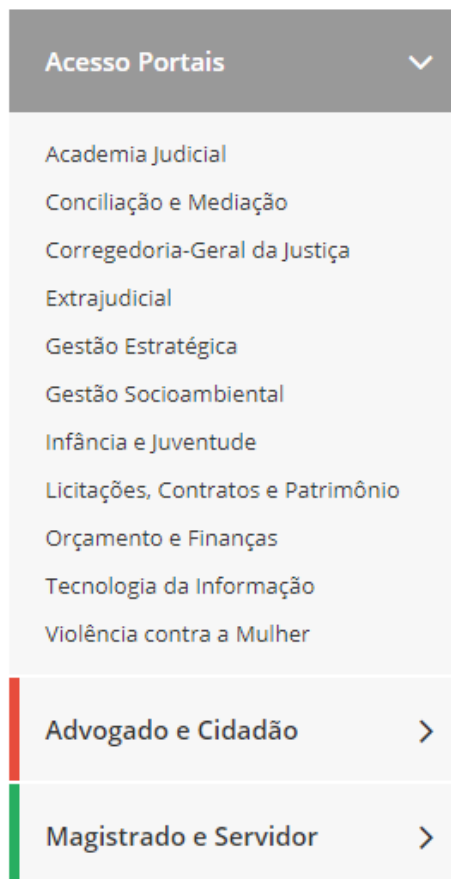 Acesso Portais
Academia Judicial
Conciliação e Mediação
Corregedoria-Geral da Justiça
Extrajudicial
Gestão Estratégica
Gestão Socioambiental
Infância e Juventude
Licitações, Contratos e Patrimônio
Orçamento e Finanças
Tecnologia da Informação
Violência contra a Mulher
Advogado e Cidadão
Magistrado e Servidor